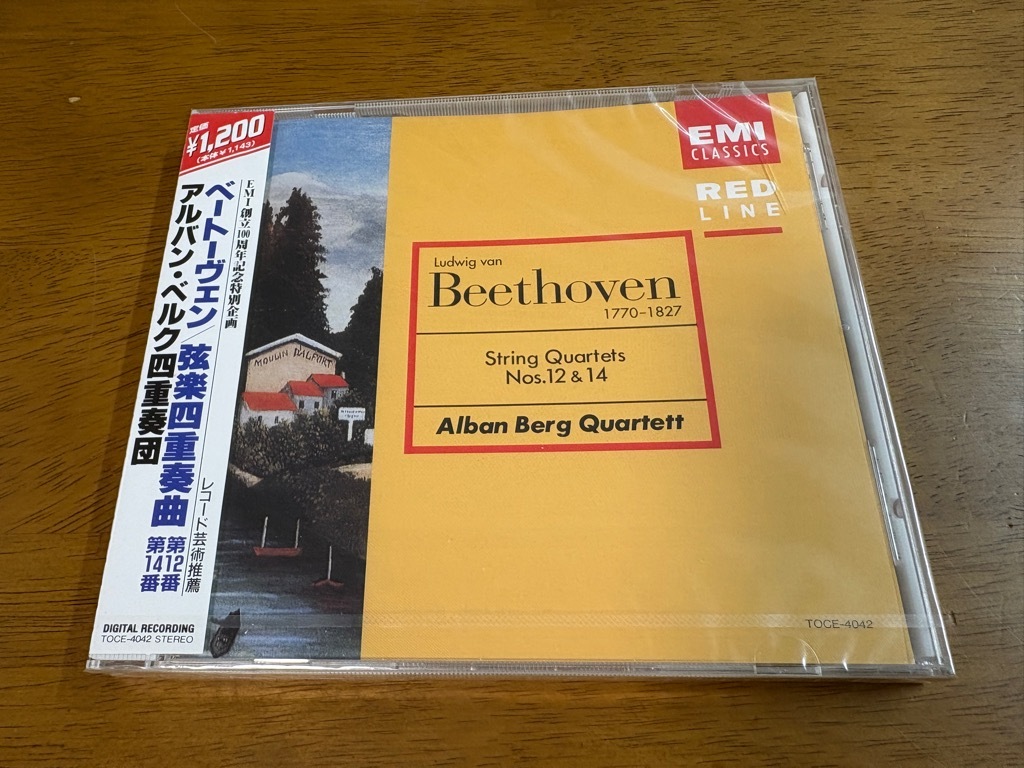 定価
¥1,200
(本体¥1,143)
EMI創立100周年記念特別企画
ベートーヴェン/弦楽四重奏曲 第12番
第14番
アルバン・ベルク四重奏団
レコード芸術推薦
DIGITAL RECORDING
TOCE-4042 STEREO
MOULIN DALFORT
EMI
CLASSICS
RED
LINE
Ludwig van
Beethoven
1770-1827
String Quartets
Nos.12 & 14
Alban Berg Quartett
TOCE-4042